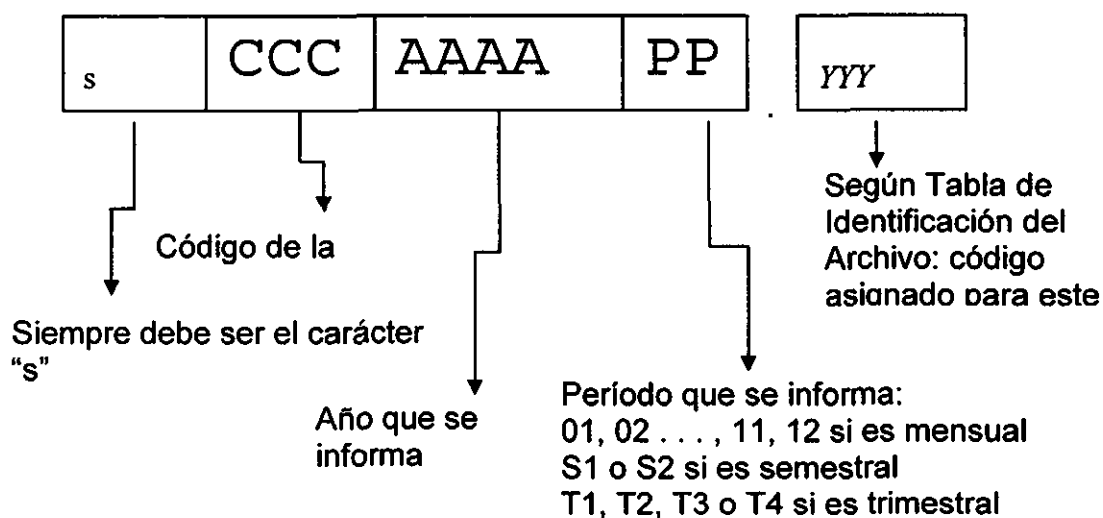 s CCC AAAA PP . YYY
Según Tabla de
Identificación del
Archivo: código
asignado para este
Código de la
Siempre debe ser el carácter
“s”
Año que se
informa
Período que se informa:
01, 02 . . . , 11, 12 si es mensual
S1 o S2 si es semestral
T1, T2, T3 o T4 si es trimestral